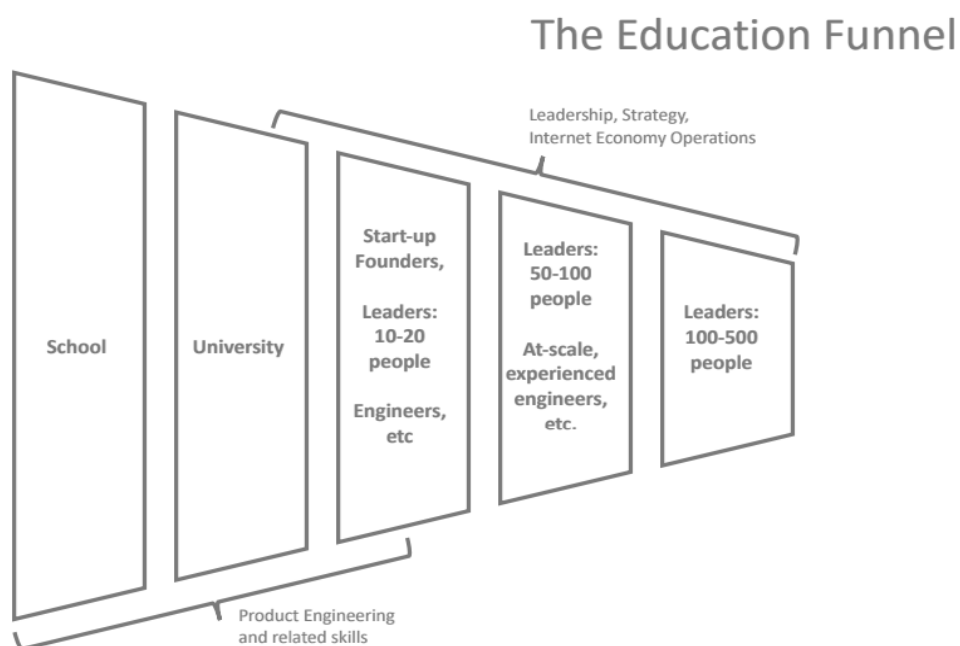 The Education Funnel
Leadership, Strategy,
Internet Economy Operations
School
University
Start-up
Founders,
Leaders:
10-20
people
Engineers,
etc
Leaders:
50-100
people
At-scale,
experienced
engineers,
etc.
Leaders:
100-500
people
Product Engineering
and related skills